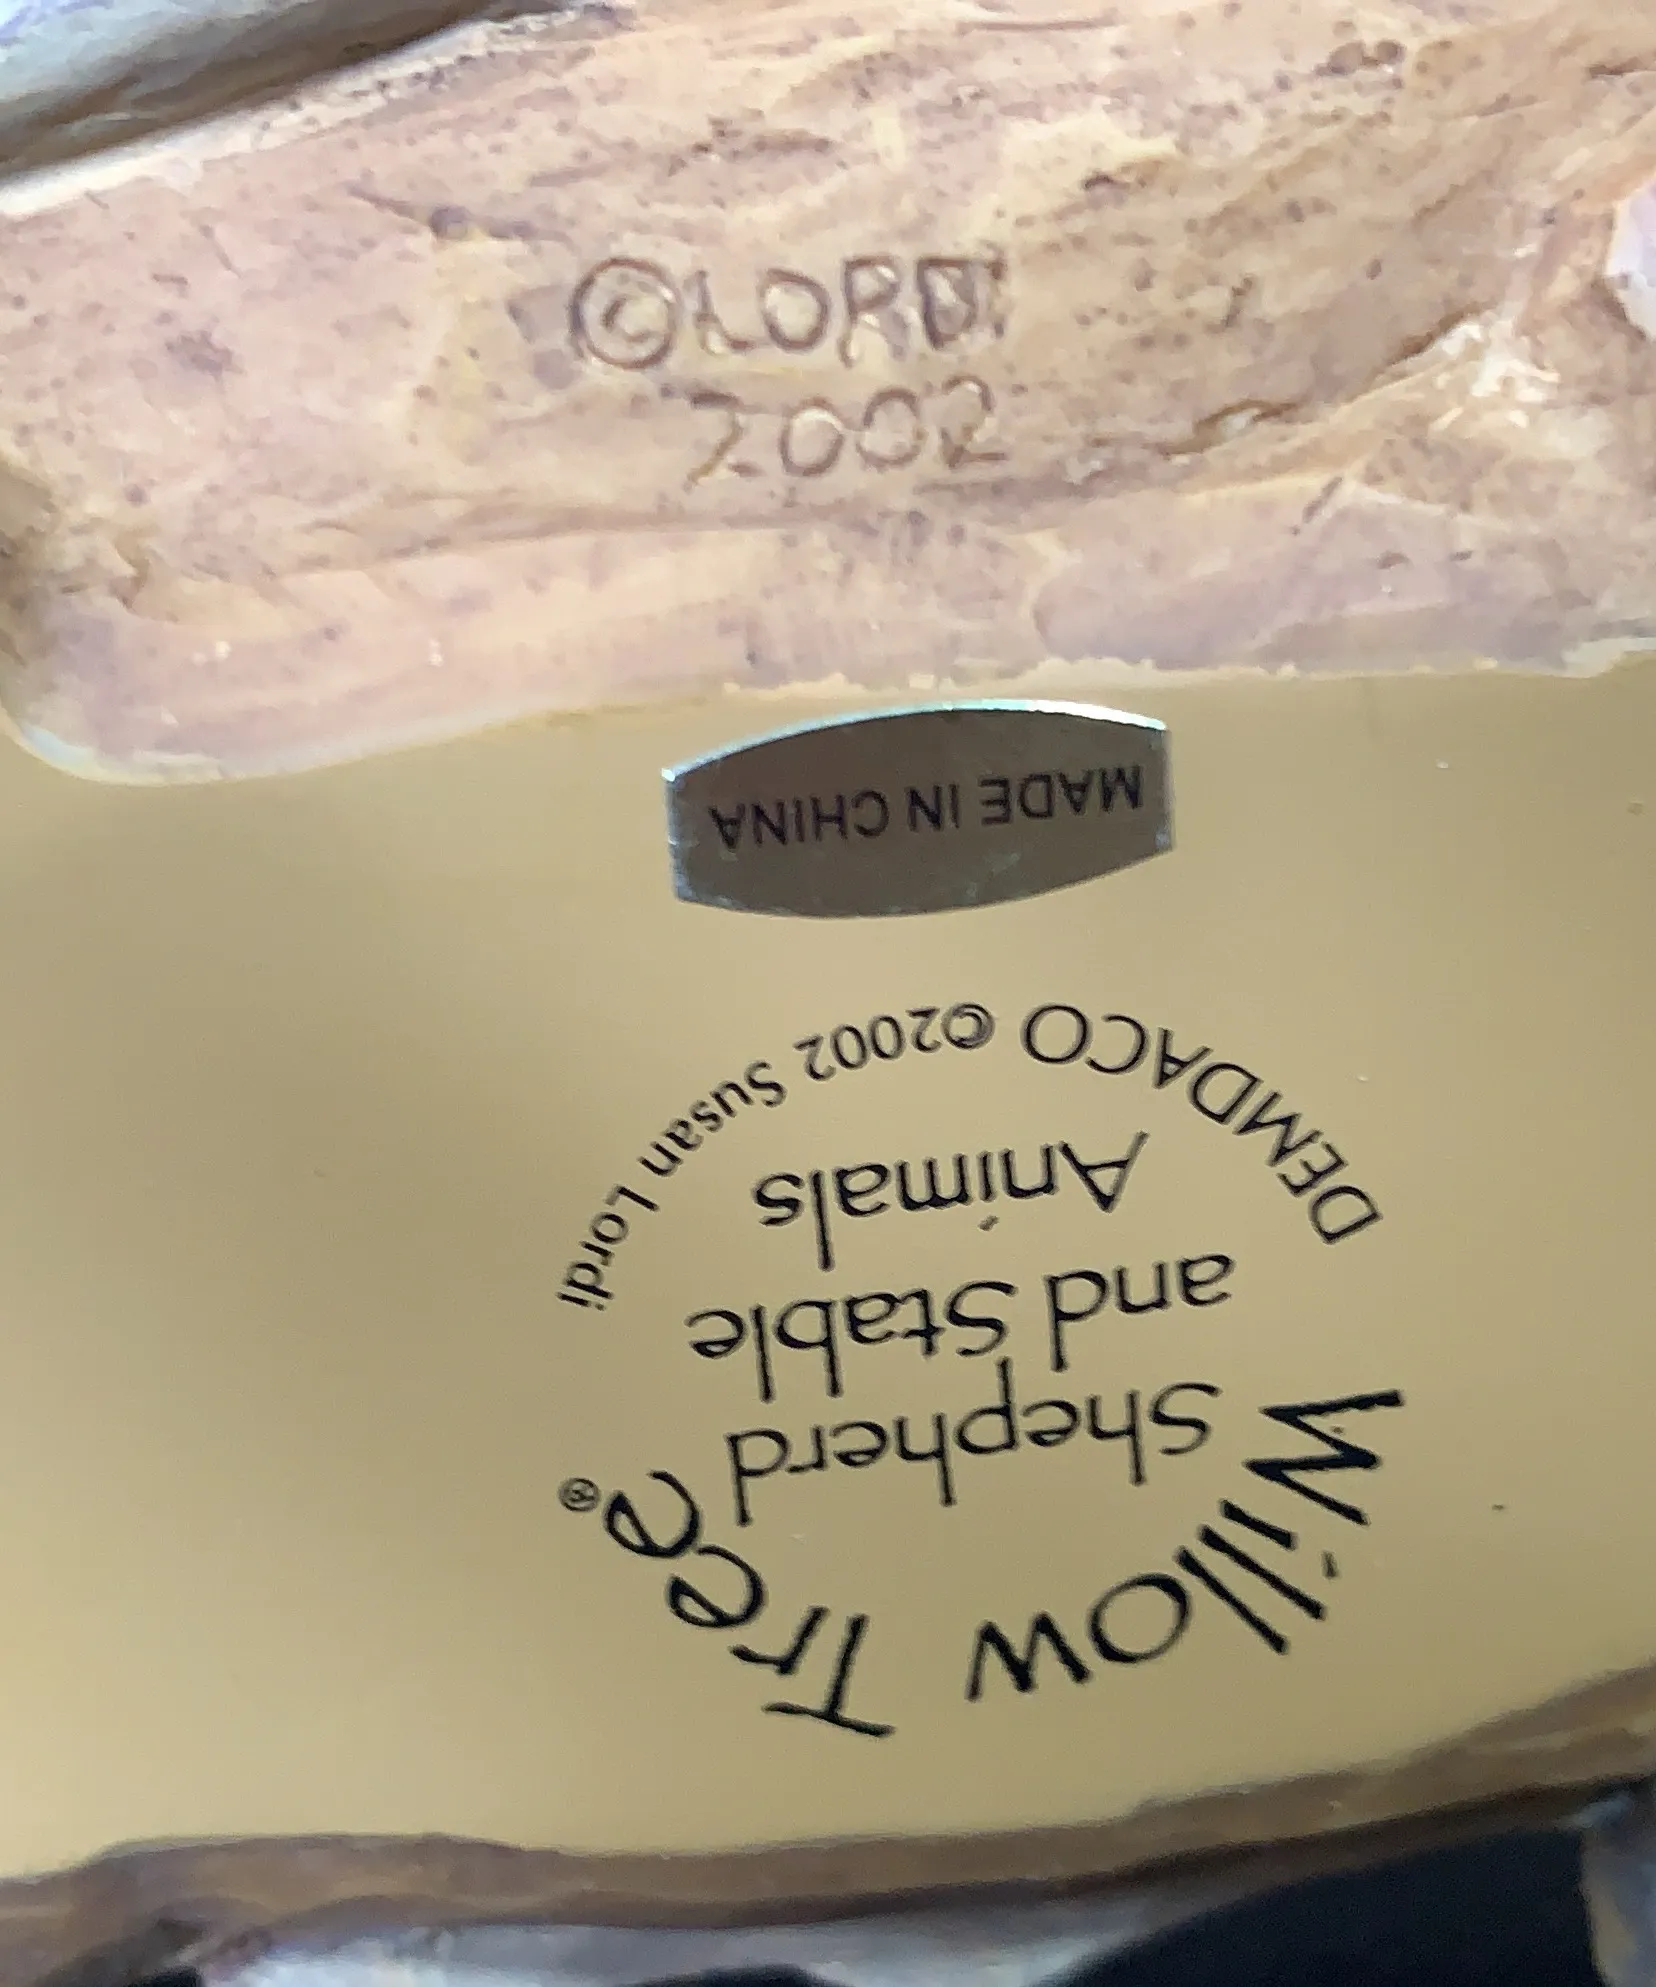 ©LORDI
2002
MADE IN CHINA
Willow Tree®
Shepherd
and Stable
Animals
DEMDACO ©2002 Susan Lordi